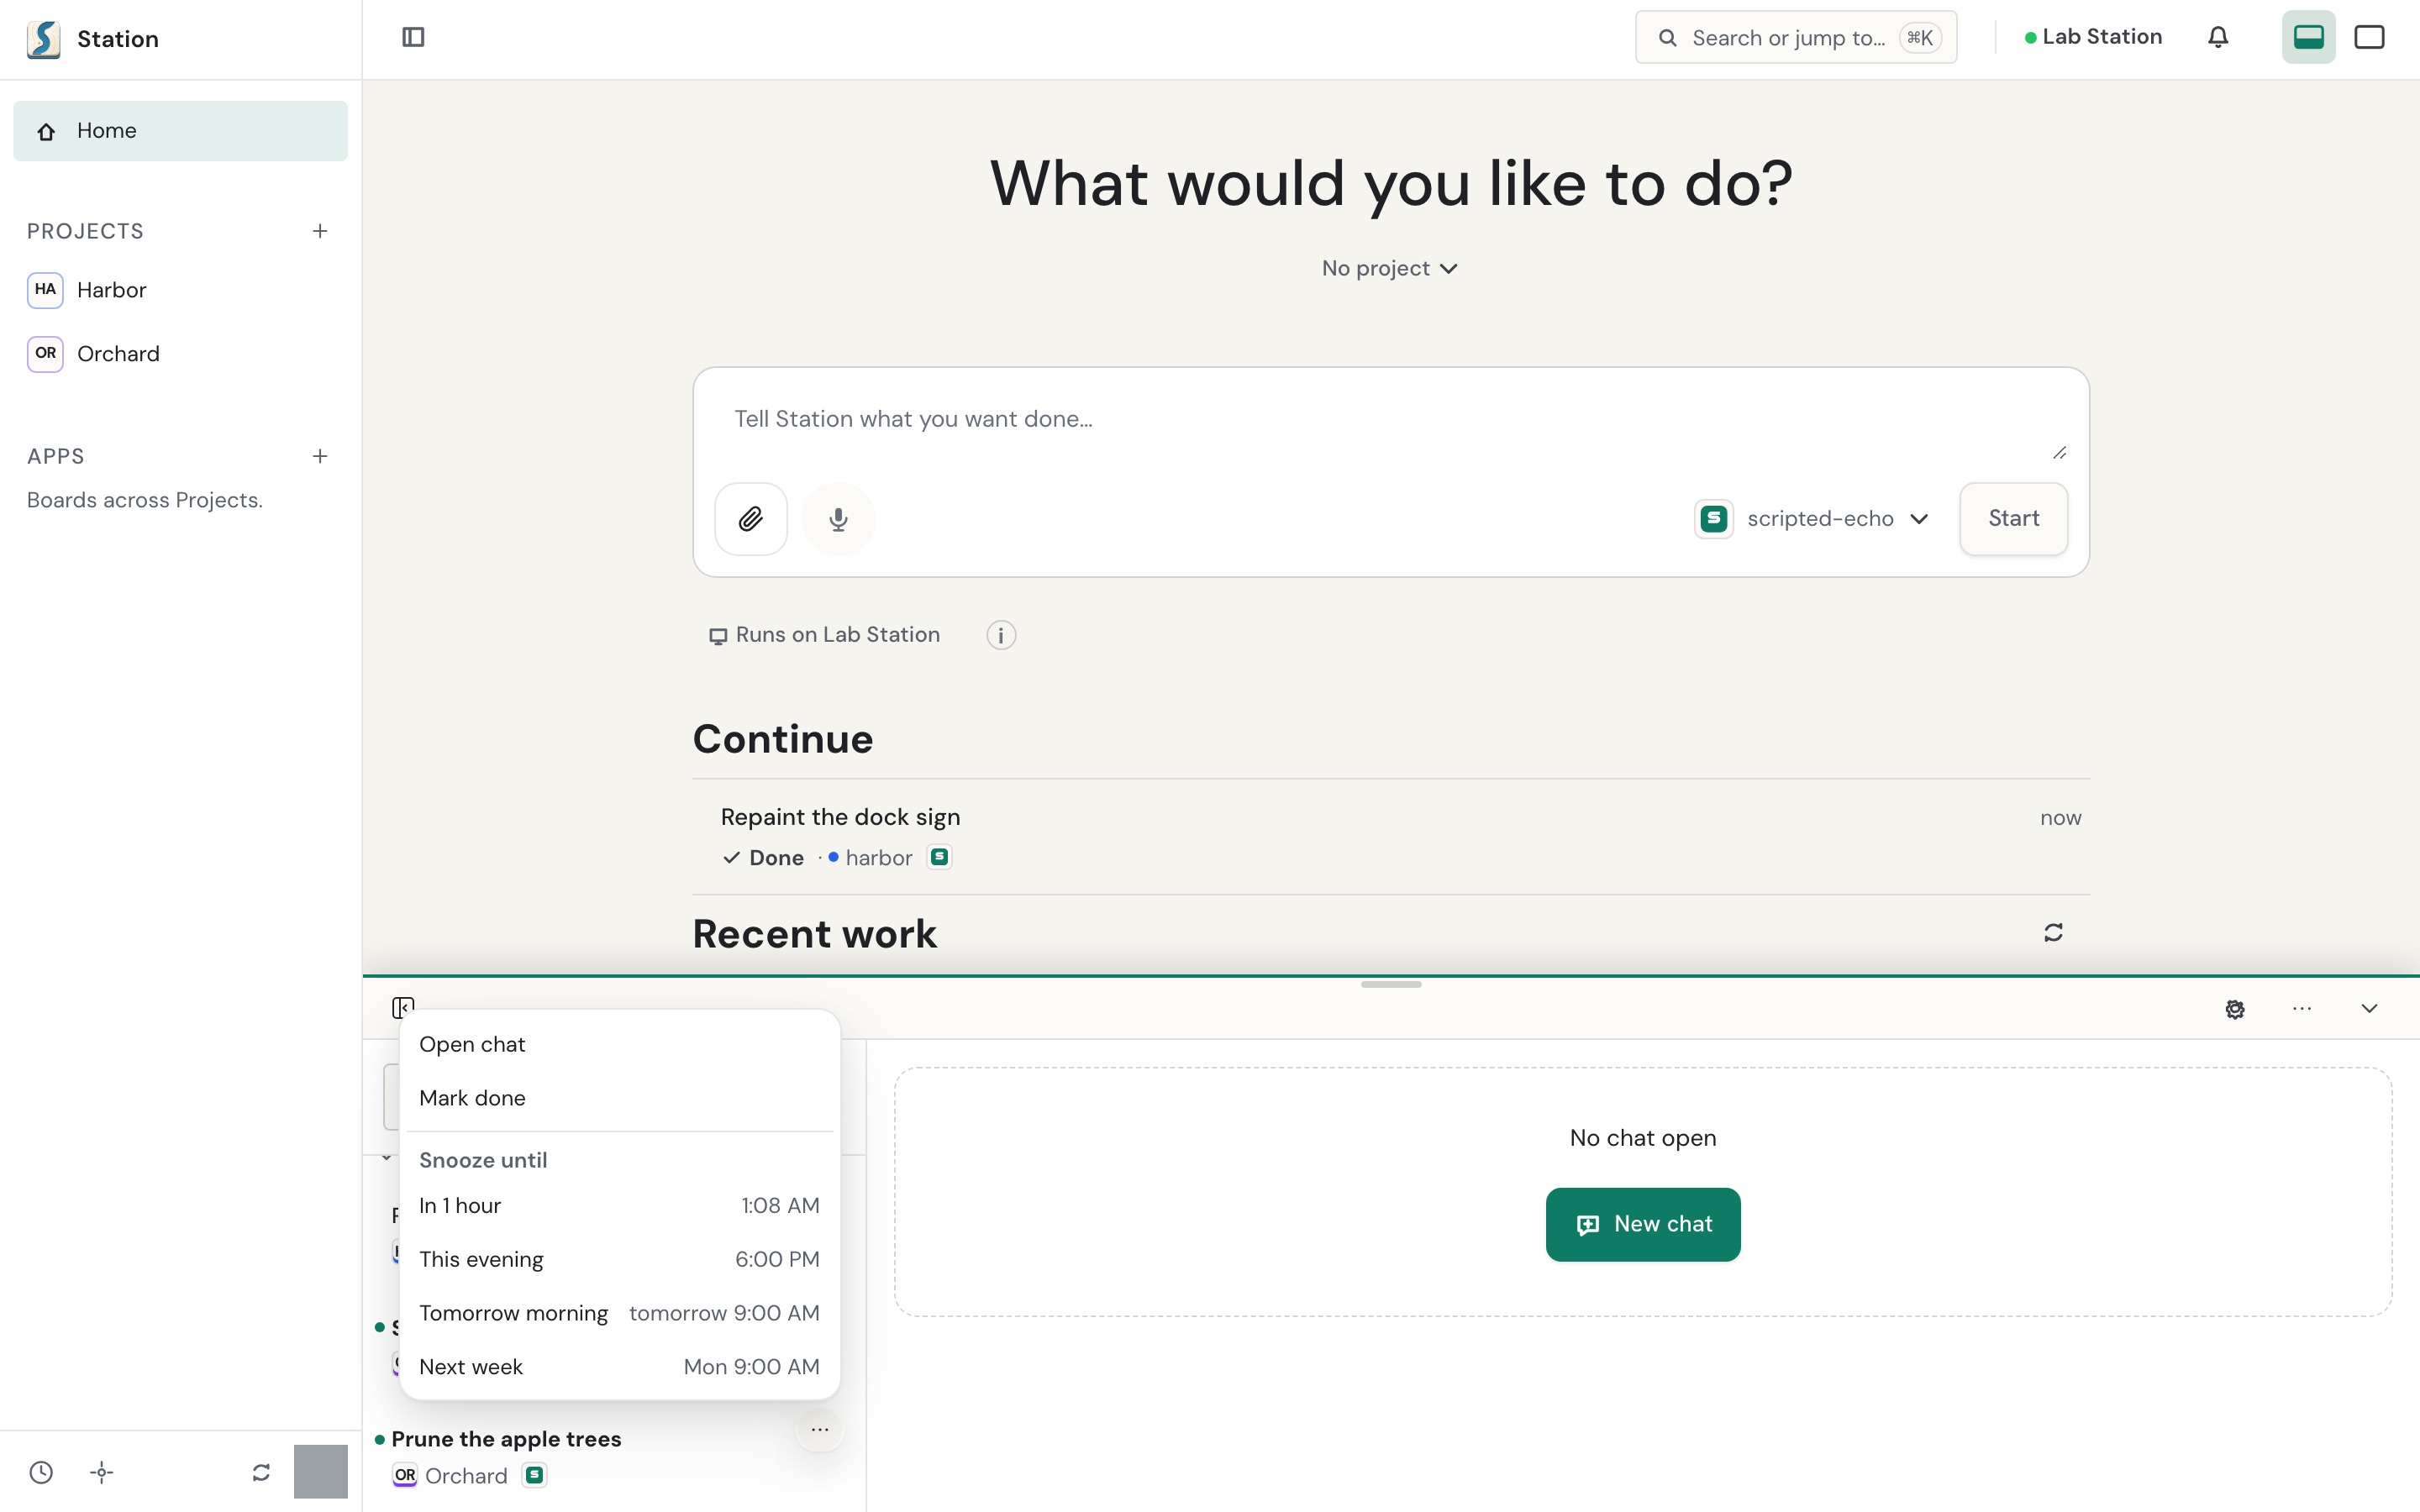 Station
Search or jump to... ⌘K
Lab Station
Home
PROJECTS
HA Harbor
OR Orchard
APPS
Boards across Projects.
What would you like to do?
No project
Tell Station what you want done...
scripted-echo
Start
Runs on Lab Station
Continue
Repaint the dock sign
now
Done · harbor
Recent work
Open chat
Mark done
Snooze until
In 1 hour 1:08 AM
This evening 6:00 PM
Tomorrow morning tomorrow 9:00 AM
Next week Mon 9:00 AM
Prune the apple trees
OR Orchard
No chat open
New chat